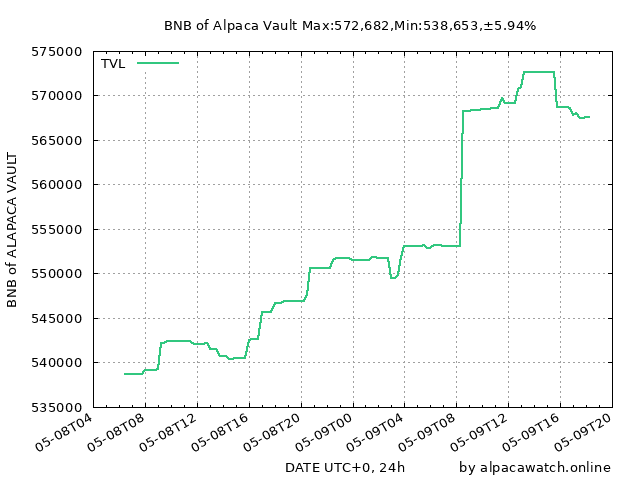 BNB of Alpaca Vault Max:572,682,Min:538,653,±5.94%
TVL
575000
570000
565000
560000
555000
550000
545000
540000
535000
BNB of ALAPACA VAULT
05-08T04
05-08T08
05-08T12
05-08T16
05-08T20
05-09T00
05-09T04
05-09T08
05-09T12
05-09T16
05-09T20
DATE UTC+0, 24h
by alpacawatch.online